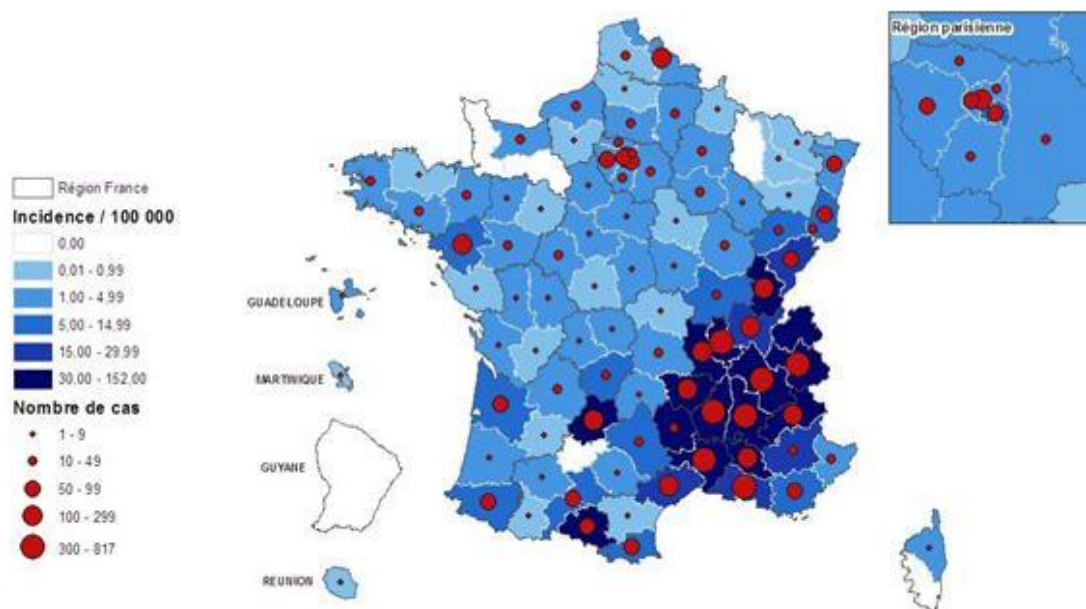 Région parisienne
Région France
Incidence / 100 000
0.00
0.01 - 0.99
1.00 - 4.99
5.00 - 14.99
15.00 - 29.99
30.00 - 152.00
Nombre de cas
1 - 9
10 - 49
50 - 99
100 - 299
300 - 817
GUADELOUPE
MARTINIQUE
GUYANE
REUNION